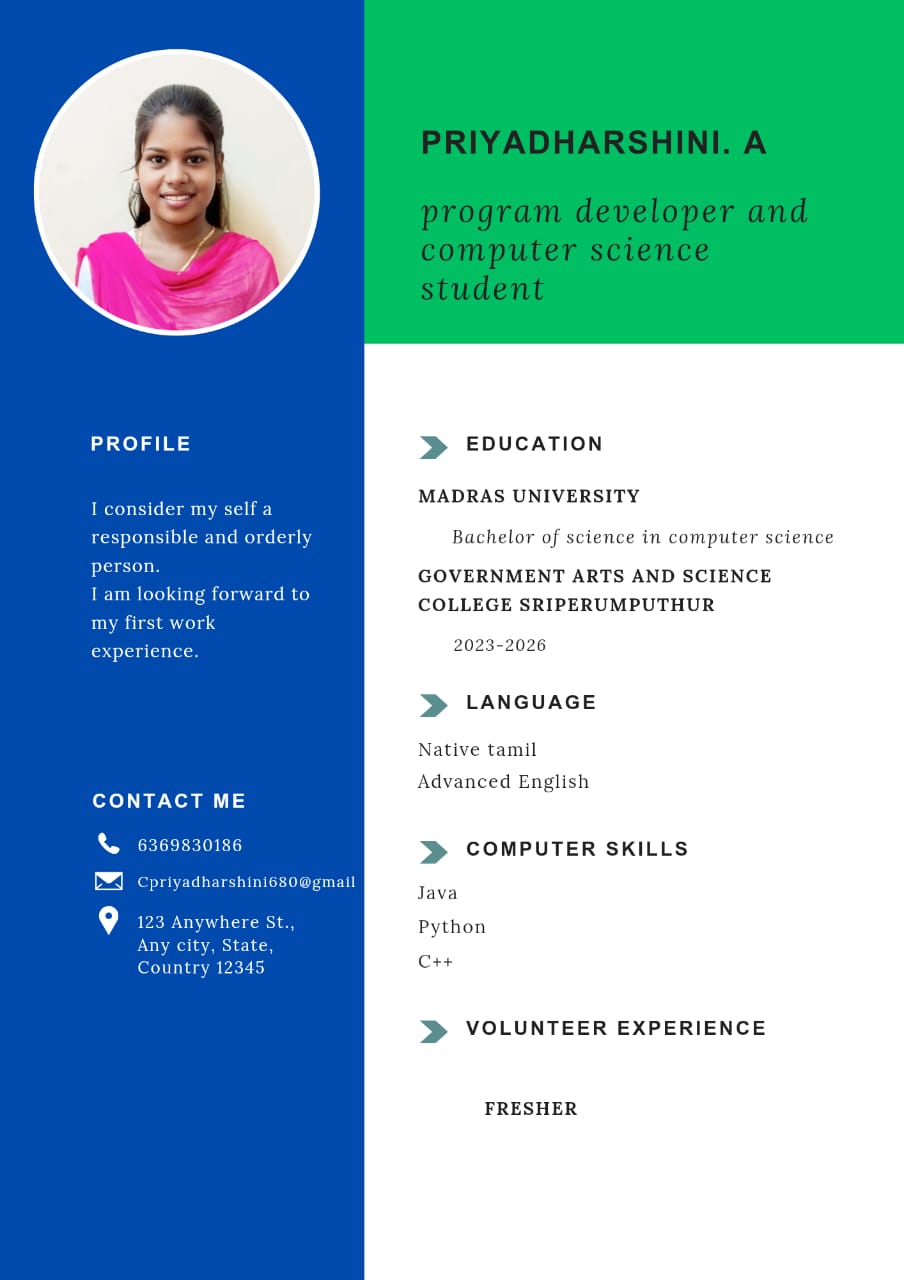 PRIYADHARSHINI. A
program developer and
computer science
student
PROFILE
I consider my self a
responsible and orderly
person.
I am looking forward to
my first work
experience.
CONTACT ME
6369830186
Cpriyadharshini680@gmail
123 Anywhere St.,
Any city, State,
Country 12345
EDUCATION
MADRAS UNIVERSITY
Bachelor of science in computer science
GOVERNMENT ARTS AND SCIENCE
COLLEGE SRIPERUMPUTHUR
2023-2026
LANGUAGE
Native tamil
Advanced English
COMPUTER SKILLS
Java
Python
C++
VOLUNTEER EXPERIENCE
FRESHER